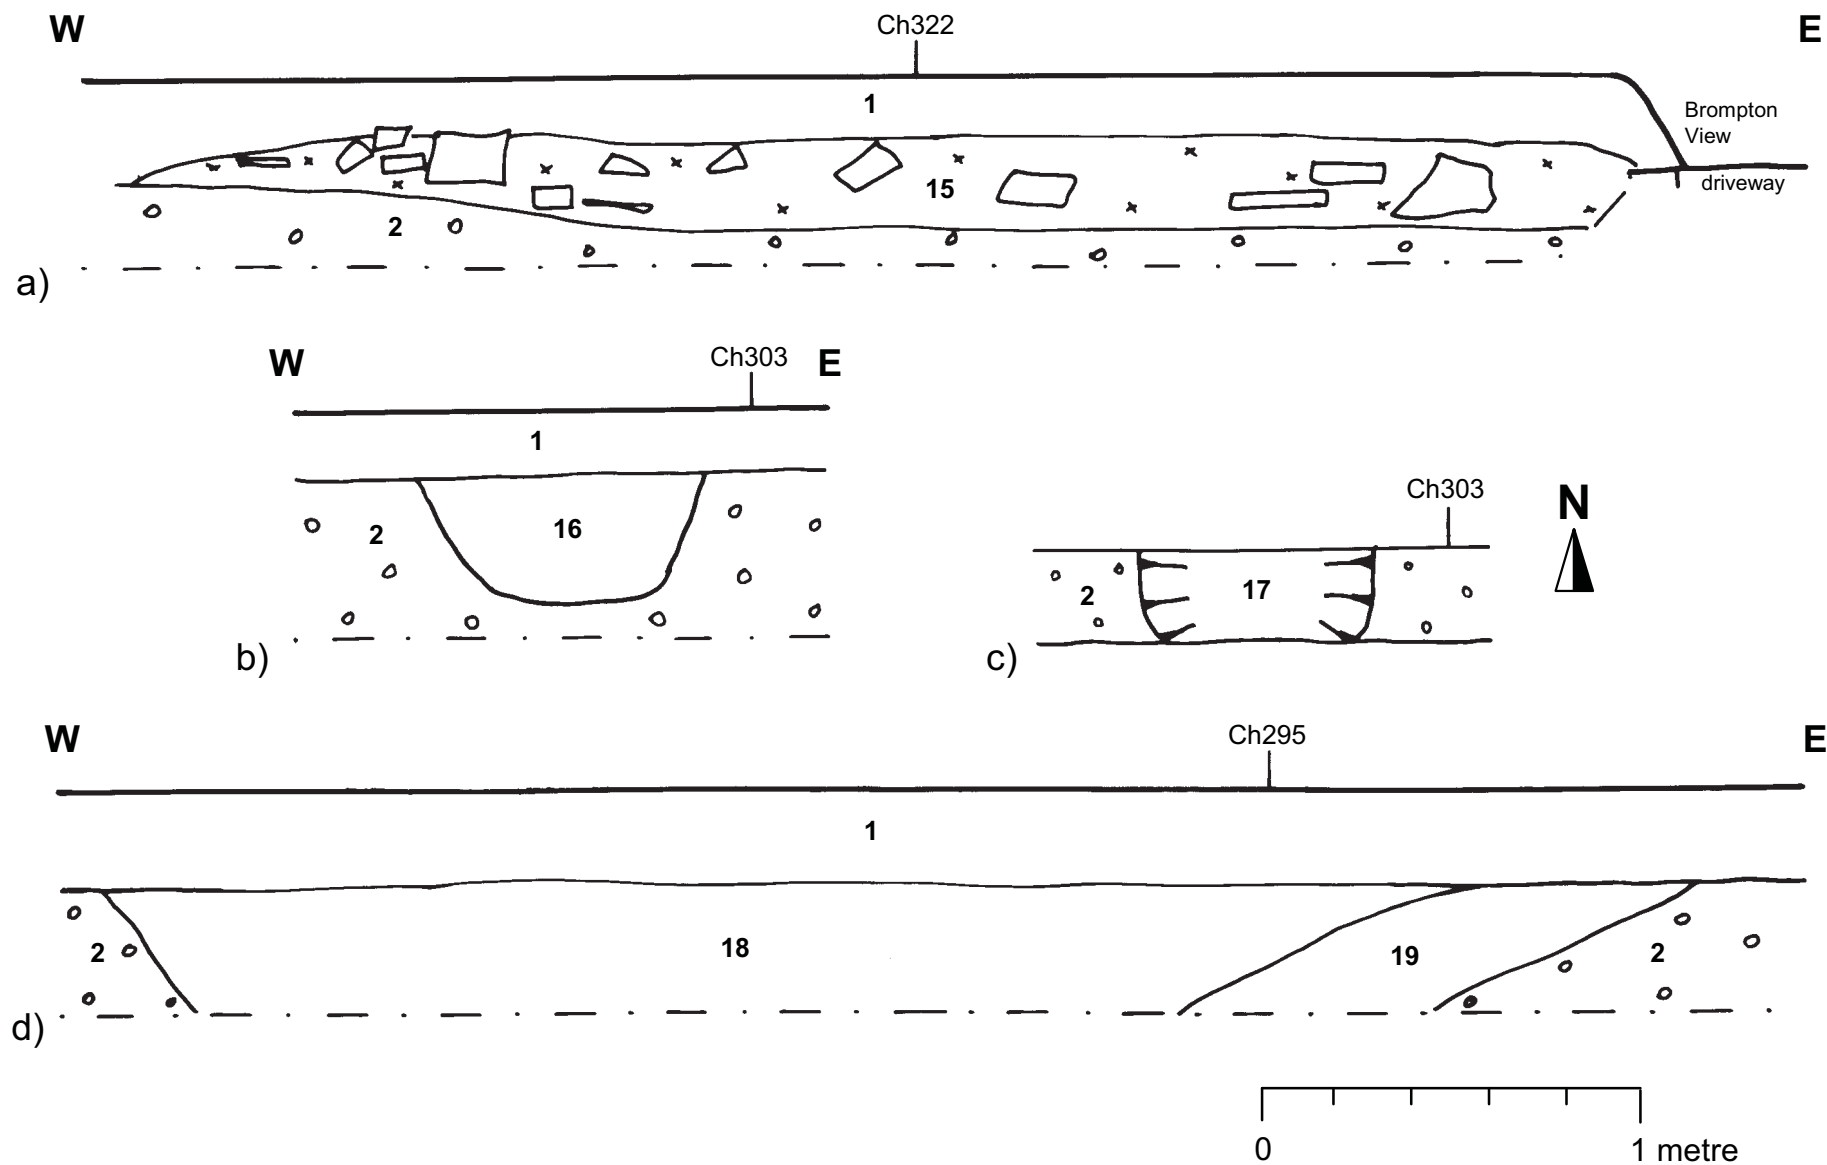 W Ch322 E
1
Brompton
View
15
driveway
2
a)
W Ch303 E
1
2 16
b)
Ch303 N
2 17
c)
W Ch295 E
1
2 18 19 2
d)
0 1 metre